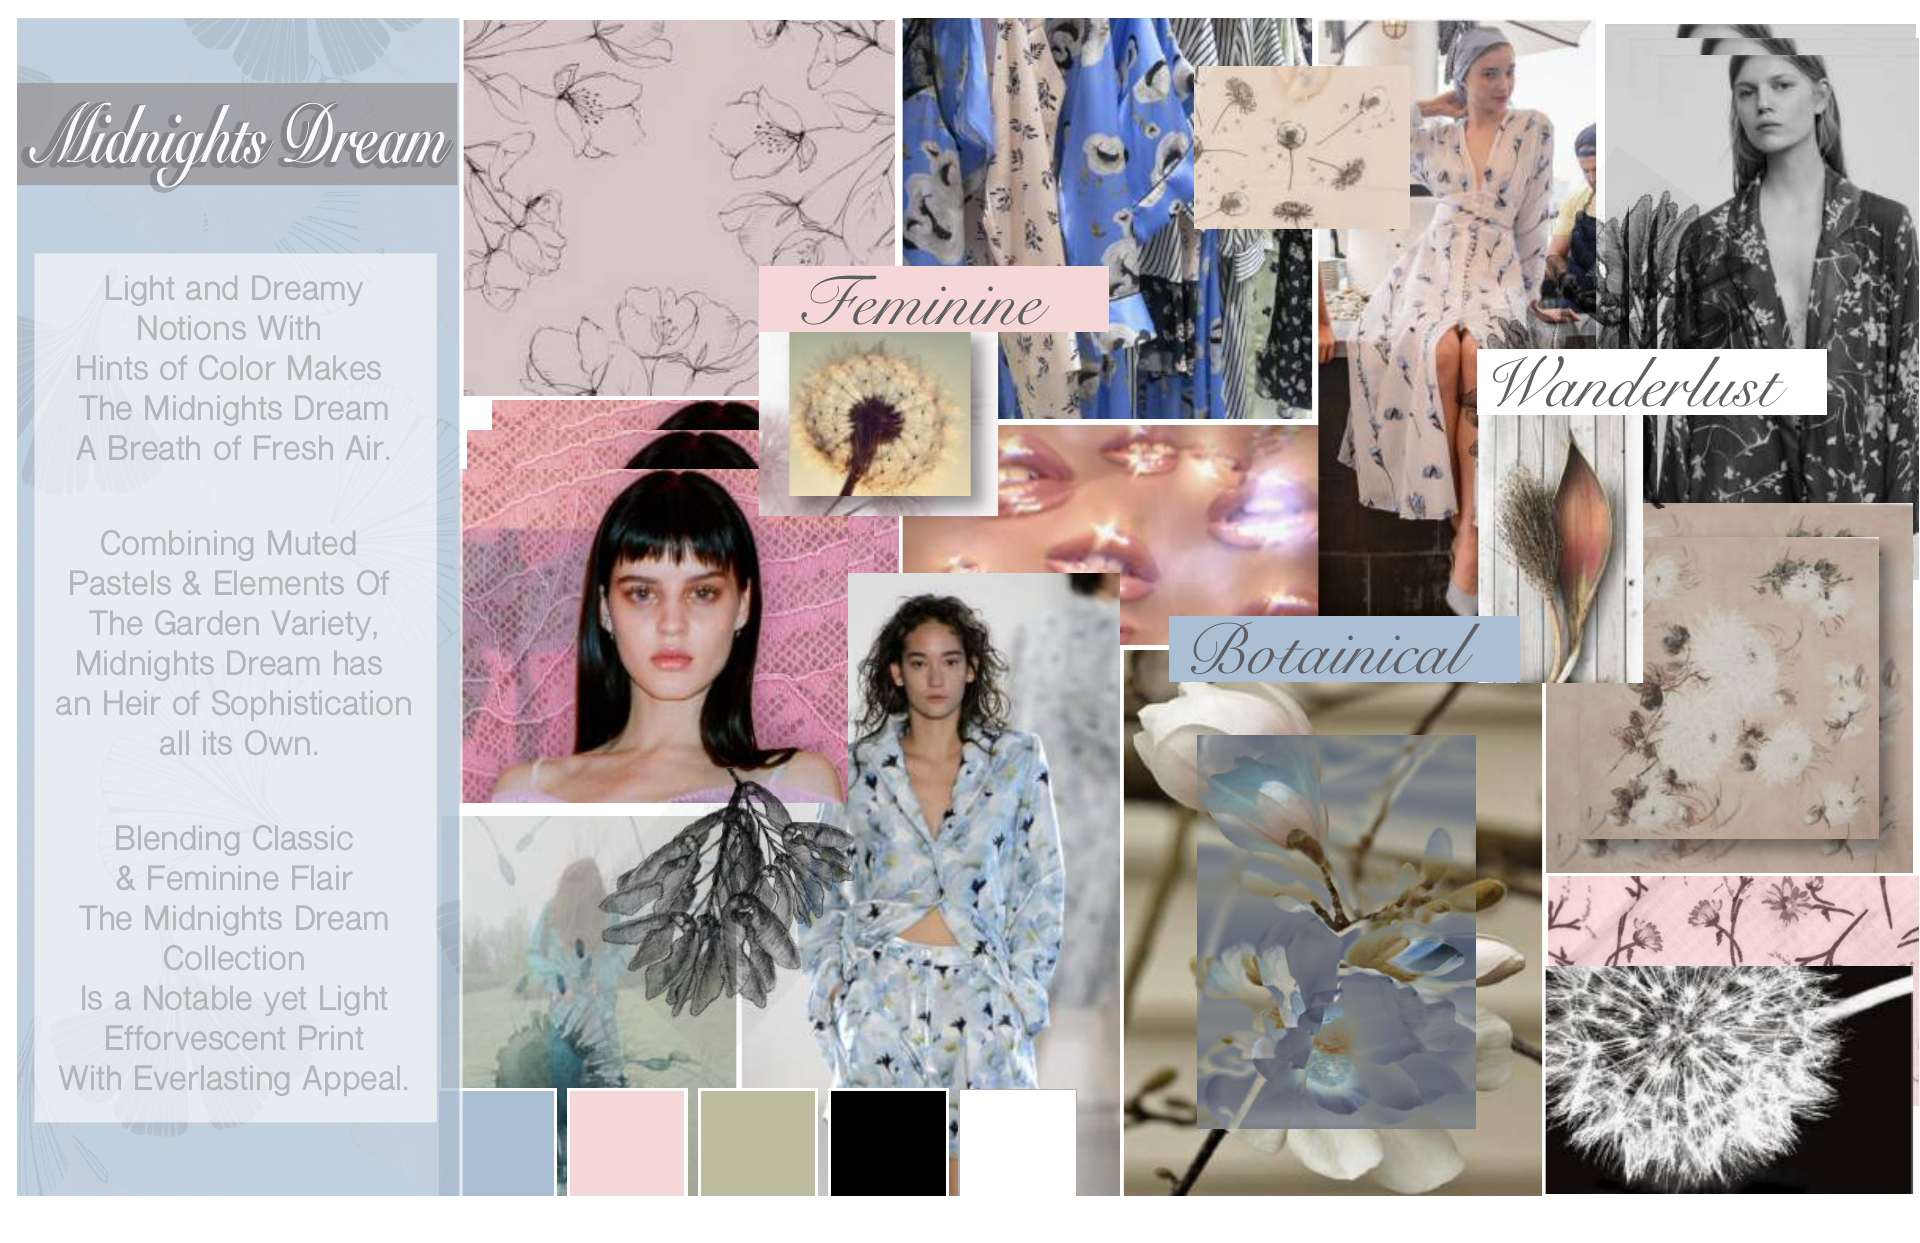 Midnights Dream
Light and Dreamy
Notions With
Hints of Color Makes
The Midnights Dream
A Breath of Fresh Air.
Combining Muted
Pastels & Elements Of
The Garden Variety,
Midnights Dream has
an Heir of Sophistication
all its Own.
Blending Classic
& Feminine Flair
The Midnights Dream
Collection
Is a Notable yet Light
Efforvescent Print
With Everlasting Appeal.
Feminine
Wanderlust
Botainical